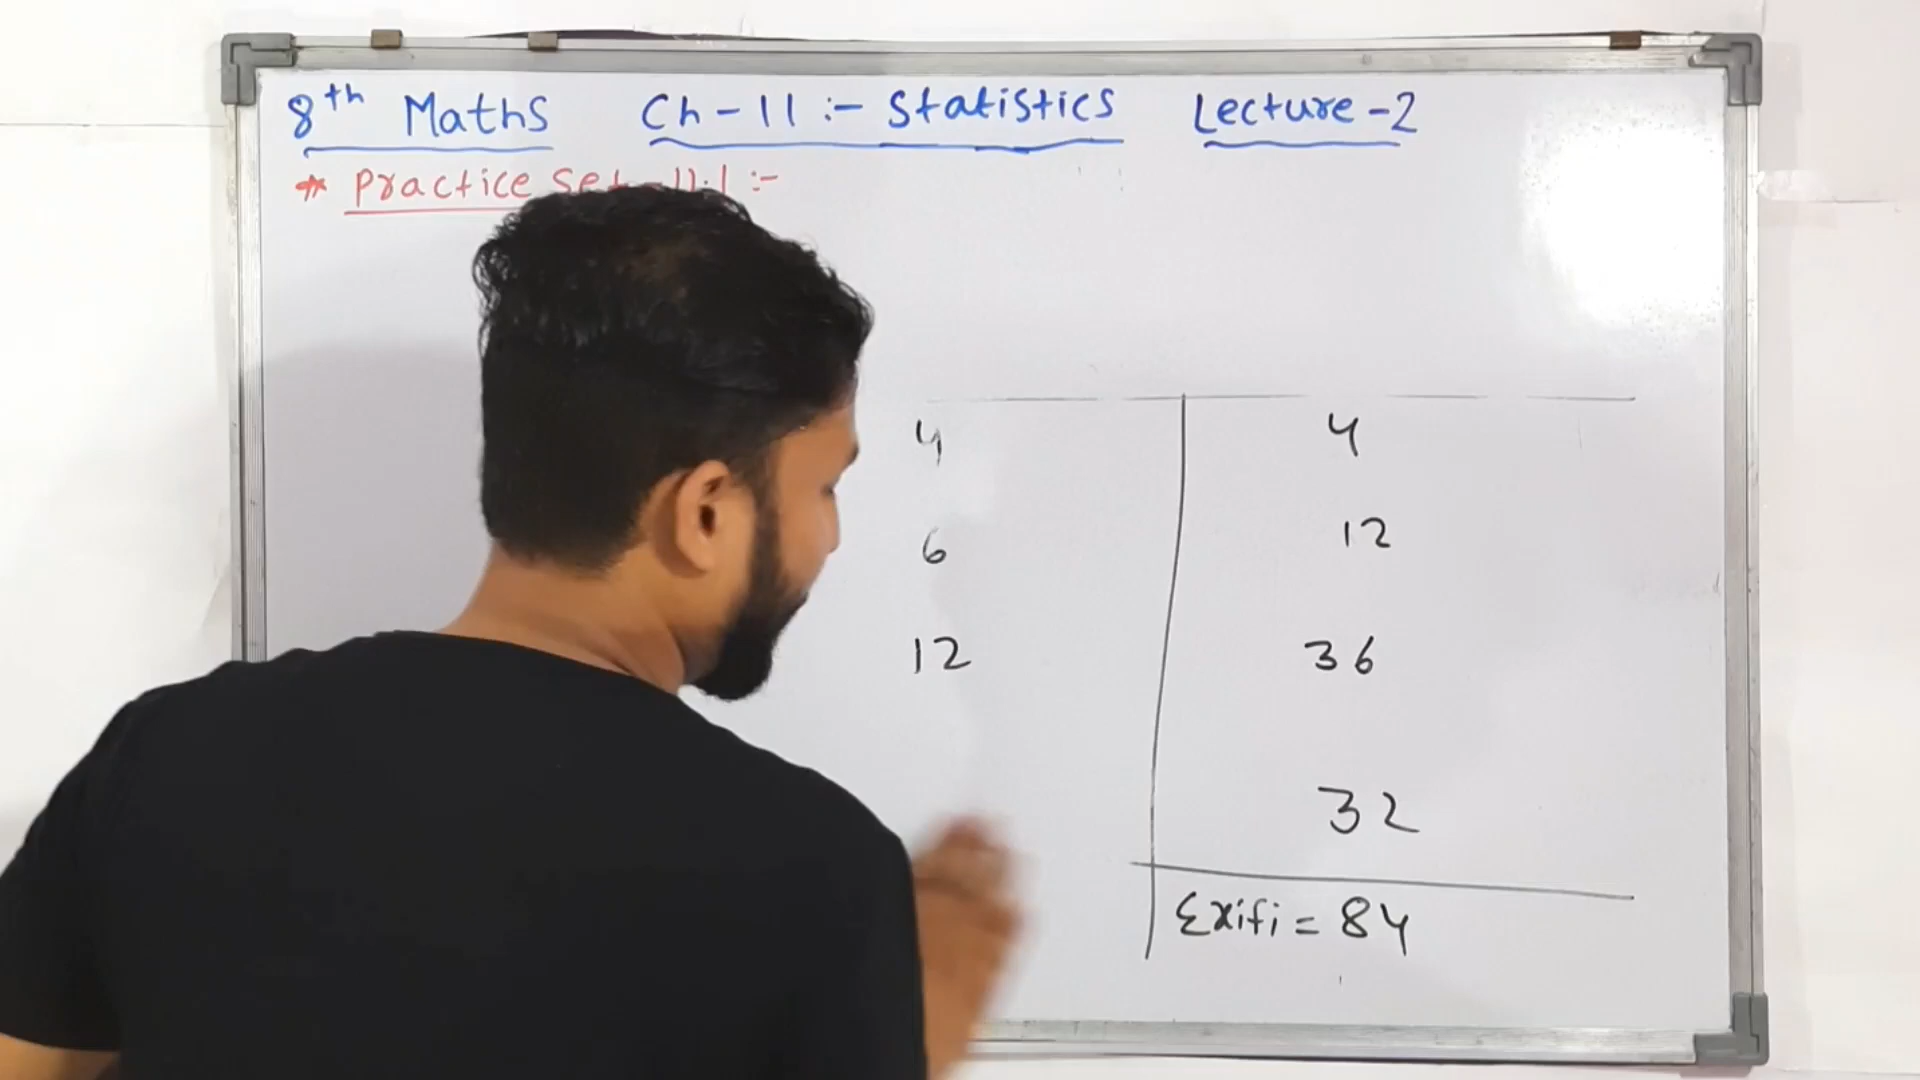 8th Maths Ch-11 :- Statistics Lecture-2
* Practice Set-11.1 :-
4 4
6 12
12 36
32
Σxifi = 84